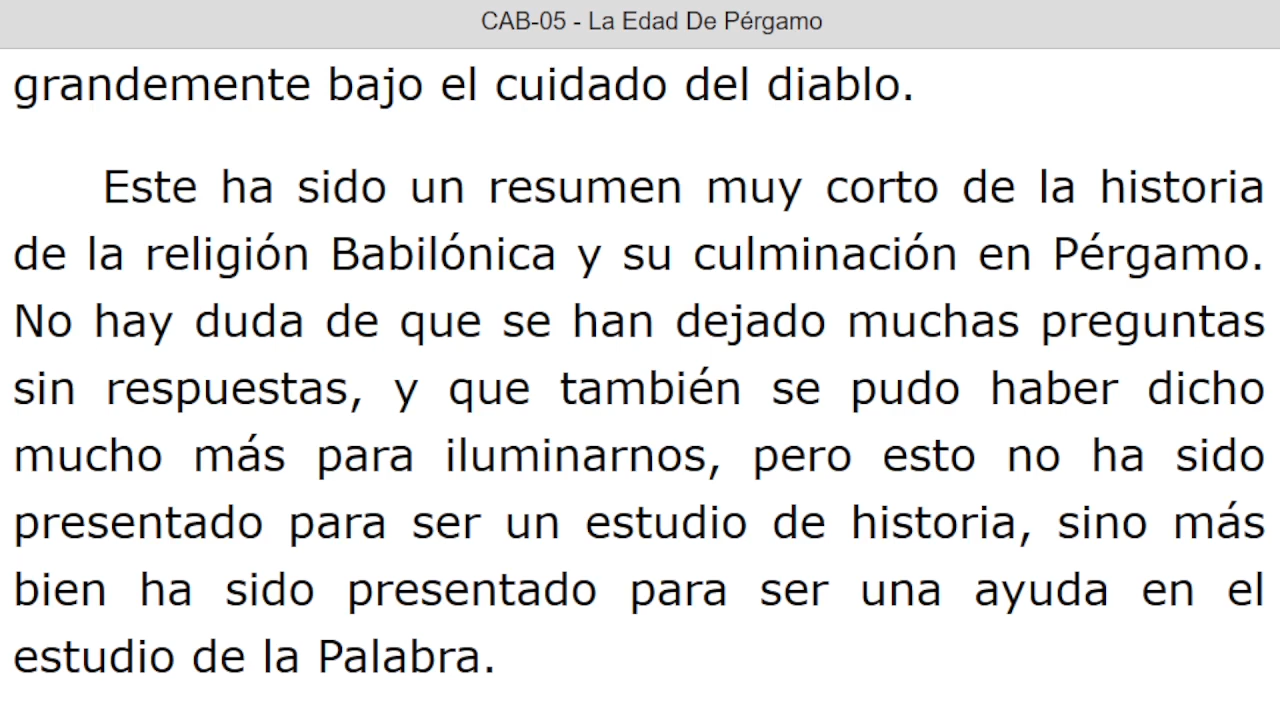 CAB-05 - La Edad De Pérgamo
grandemente bajo el cuidado del diablo.
Este ha sido un resumen muy corto de la historia
de la religión Babilónica y su culminación en Pérgamo.
No hay duda de que se han dejado muchas preguntas
sin respuestas, y que también se pudo haber dicho
mucho más para iluminarnos, pero esto no ha sido
presentado para ser un estudio de historia, sino más
bien ha sido presentado para ser una ayuda en el
estudio de la Palabra.